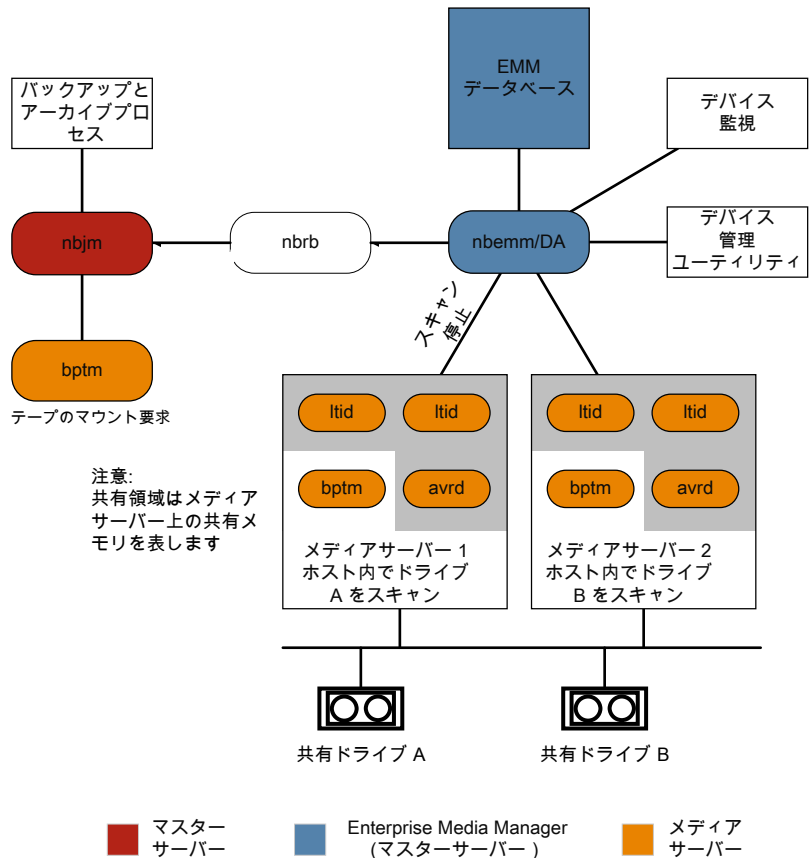 EMM
データベース
バックアップと
アーカイブプロ
セス
デバイス
監視
nbjm
nbrb
nbemm/DA
デバイス
管理
ユーティリティ
スキャン
停止
bptm
テープのマウント要求
ltid
ltid
ltid
ltid
注意:
共有領域はメディア
サーバー上の共有メ
モリを表します
bptm
avrd
bptm
avrd
メディアサーバー 1
ホスト内でドライブ
A をスキャン
メディアサーバー 2
ホスト内でドライブ
B をスキャン
共有ドライブ A
共有ドライブ B
マスター
サーバー
Enterprise Media Manager
(マスターサーバー )
メディア
サーバー